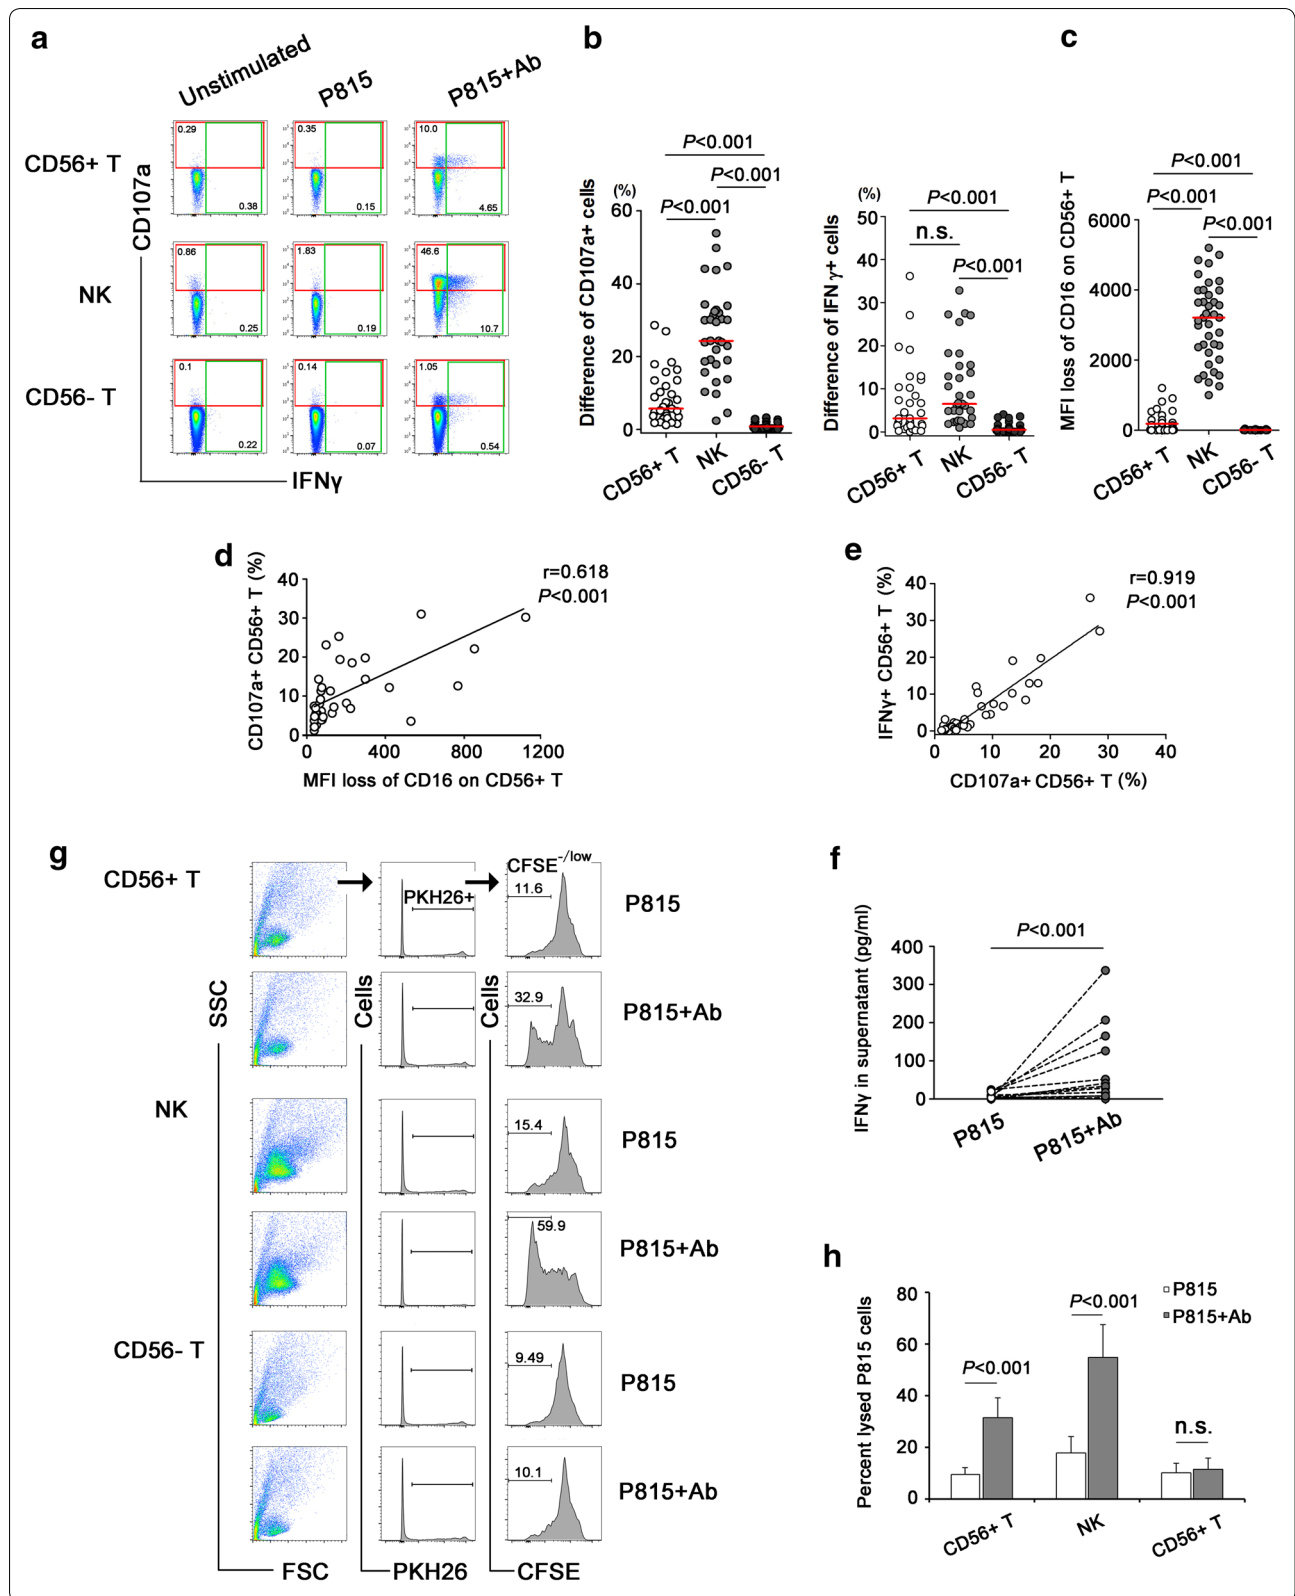 a
Unstimulated
P815
P815+Ab
CD56+ T
NK
CD56- T
CD107a
IFNγ
0.29
0.38
0.35
0.15
10.0
4.65
0.86
0.25
1.83
0.19
46.6
10.7
0.1
0.22
0.14
0.07
1.05
0.54
b
Difference of CD107a+ cells
(%)
60
40
20
0
P<0.001
P<0.001
P<0.001
CD56+ T
NK
CD56- T
Difference of IFNγ+ cells
(%)
50
40
30
20
10
0
P<0.001
n.s.
P<0.001
CD56+ T
NK
CD56- T
c
MFI loss of CD16 on CD56+ T
6000
4000
2000
0
P<0.001
P<0.001
P<0.001
CD56+ T
NK
CD56- T
d
CD107a+ CD56+ T (%)
40
30
20
10
0
0
400
800
1200
r=0.618
P<0.001
MFI loss of CD16 on CD56+ T
e
IFNγ+ CD56+ T (%)
40
30
20
10
0
0
10
20
30
40
r=0.919
P<0.001
CD107a+ CD56+ T (%)
g
CD56+ T
NK
CD56- T
SSC
FSC
Cells
PKH26
Cells
CFSE
PKH26+
CFSE-/low
11.6
P815
32.9
P815+Ab
15.4
P815
59.9
P815+Ab
9.49
P815
10.1
P815+Ab
f
IFNγ in supernatant (pg/ml)
400
300
200
100
0
P<0.001
P815
P815+Ab
h
Percent lysed P815 cells
80
60
40
20
0
P815
P815+Ab
P<0.001
P<0.001
n.s.
CD56+ T
NK
CD56+ T